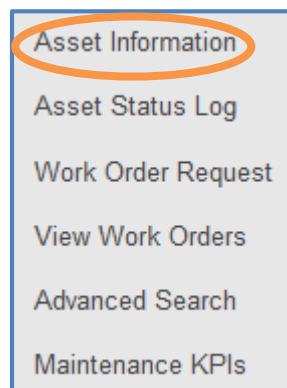 Asset Information
Asset Status Log
Work Order Request
View Work Orders
Advanced Search
Maintenance KPIs